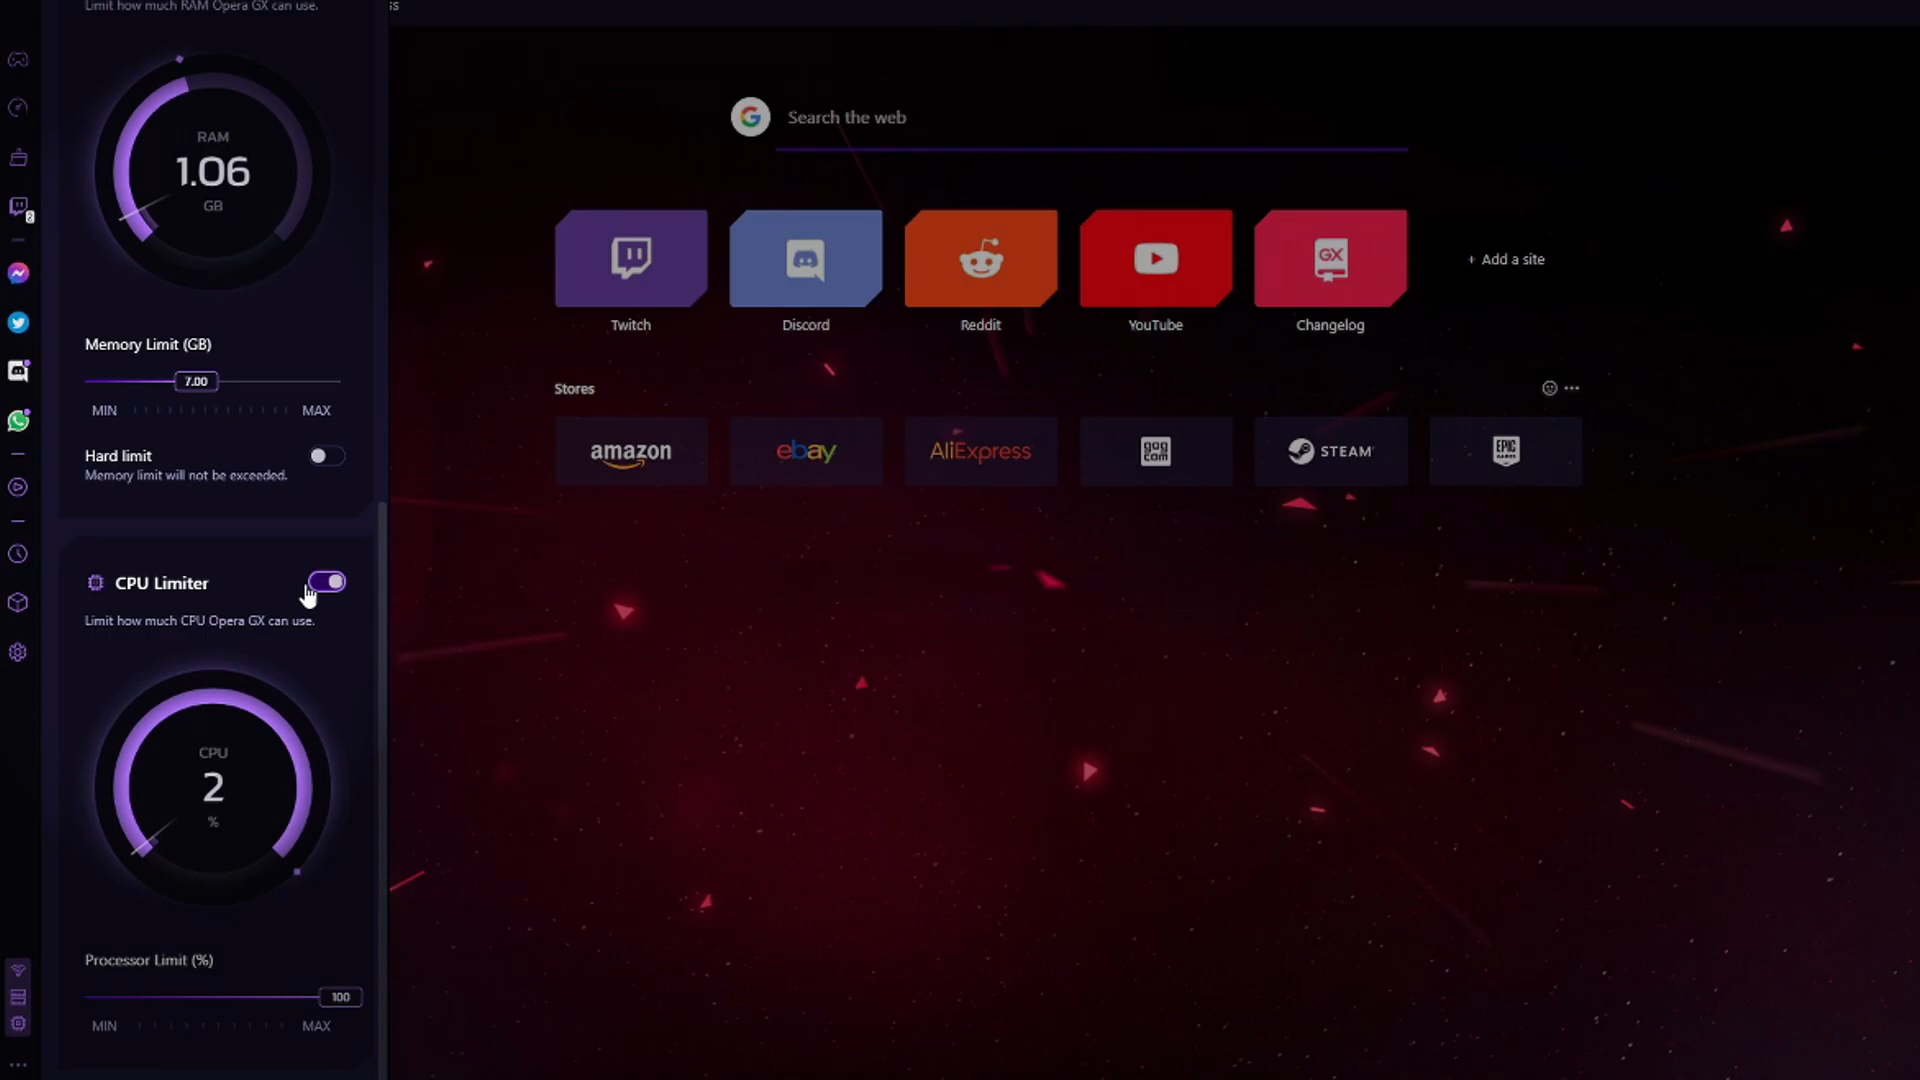 Limit how much RAM Opera GX can use.
ss
RAM
1.06
GB
Memory Limit (GB)
7.00
MIN MAX
Hard limit
Memory limit will not be exceeded.
CPU Limiter
Limit how much CPU Opera GX can use.
CPU
2
%
Processor Limit (%)
100
MIN MAX
2
G Search the web
GX
+ Add a site
Twitch Discord Reddit YouTube Changelog
Stores
amazon ebay AliExpress gog com STEAM EPIC GAMES